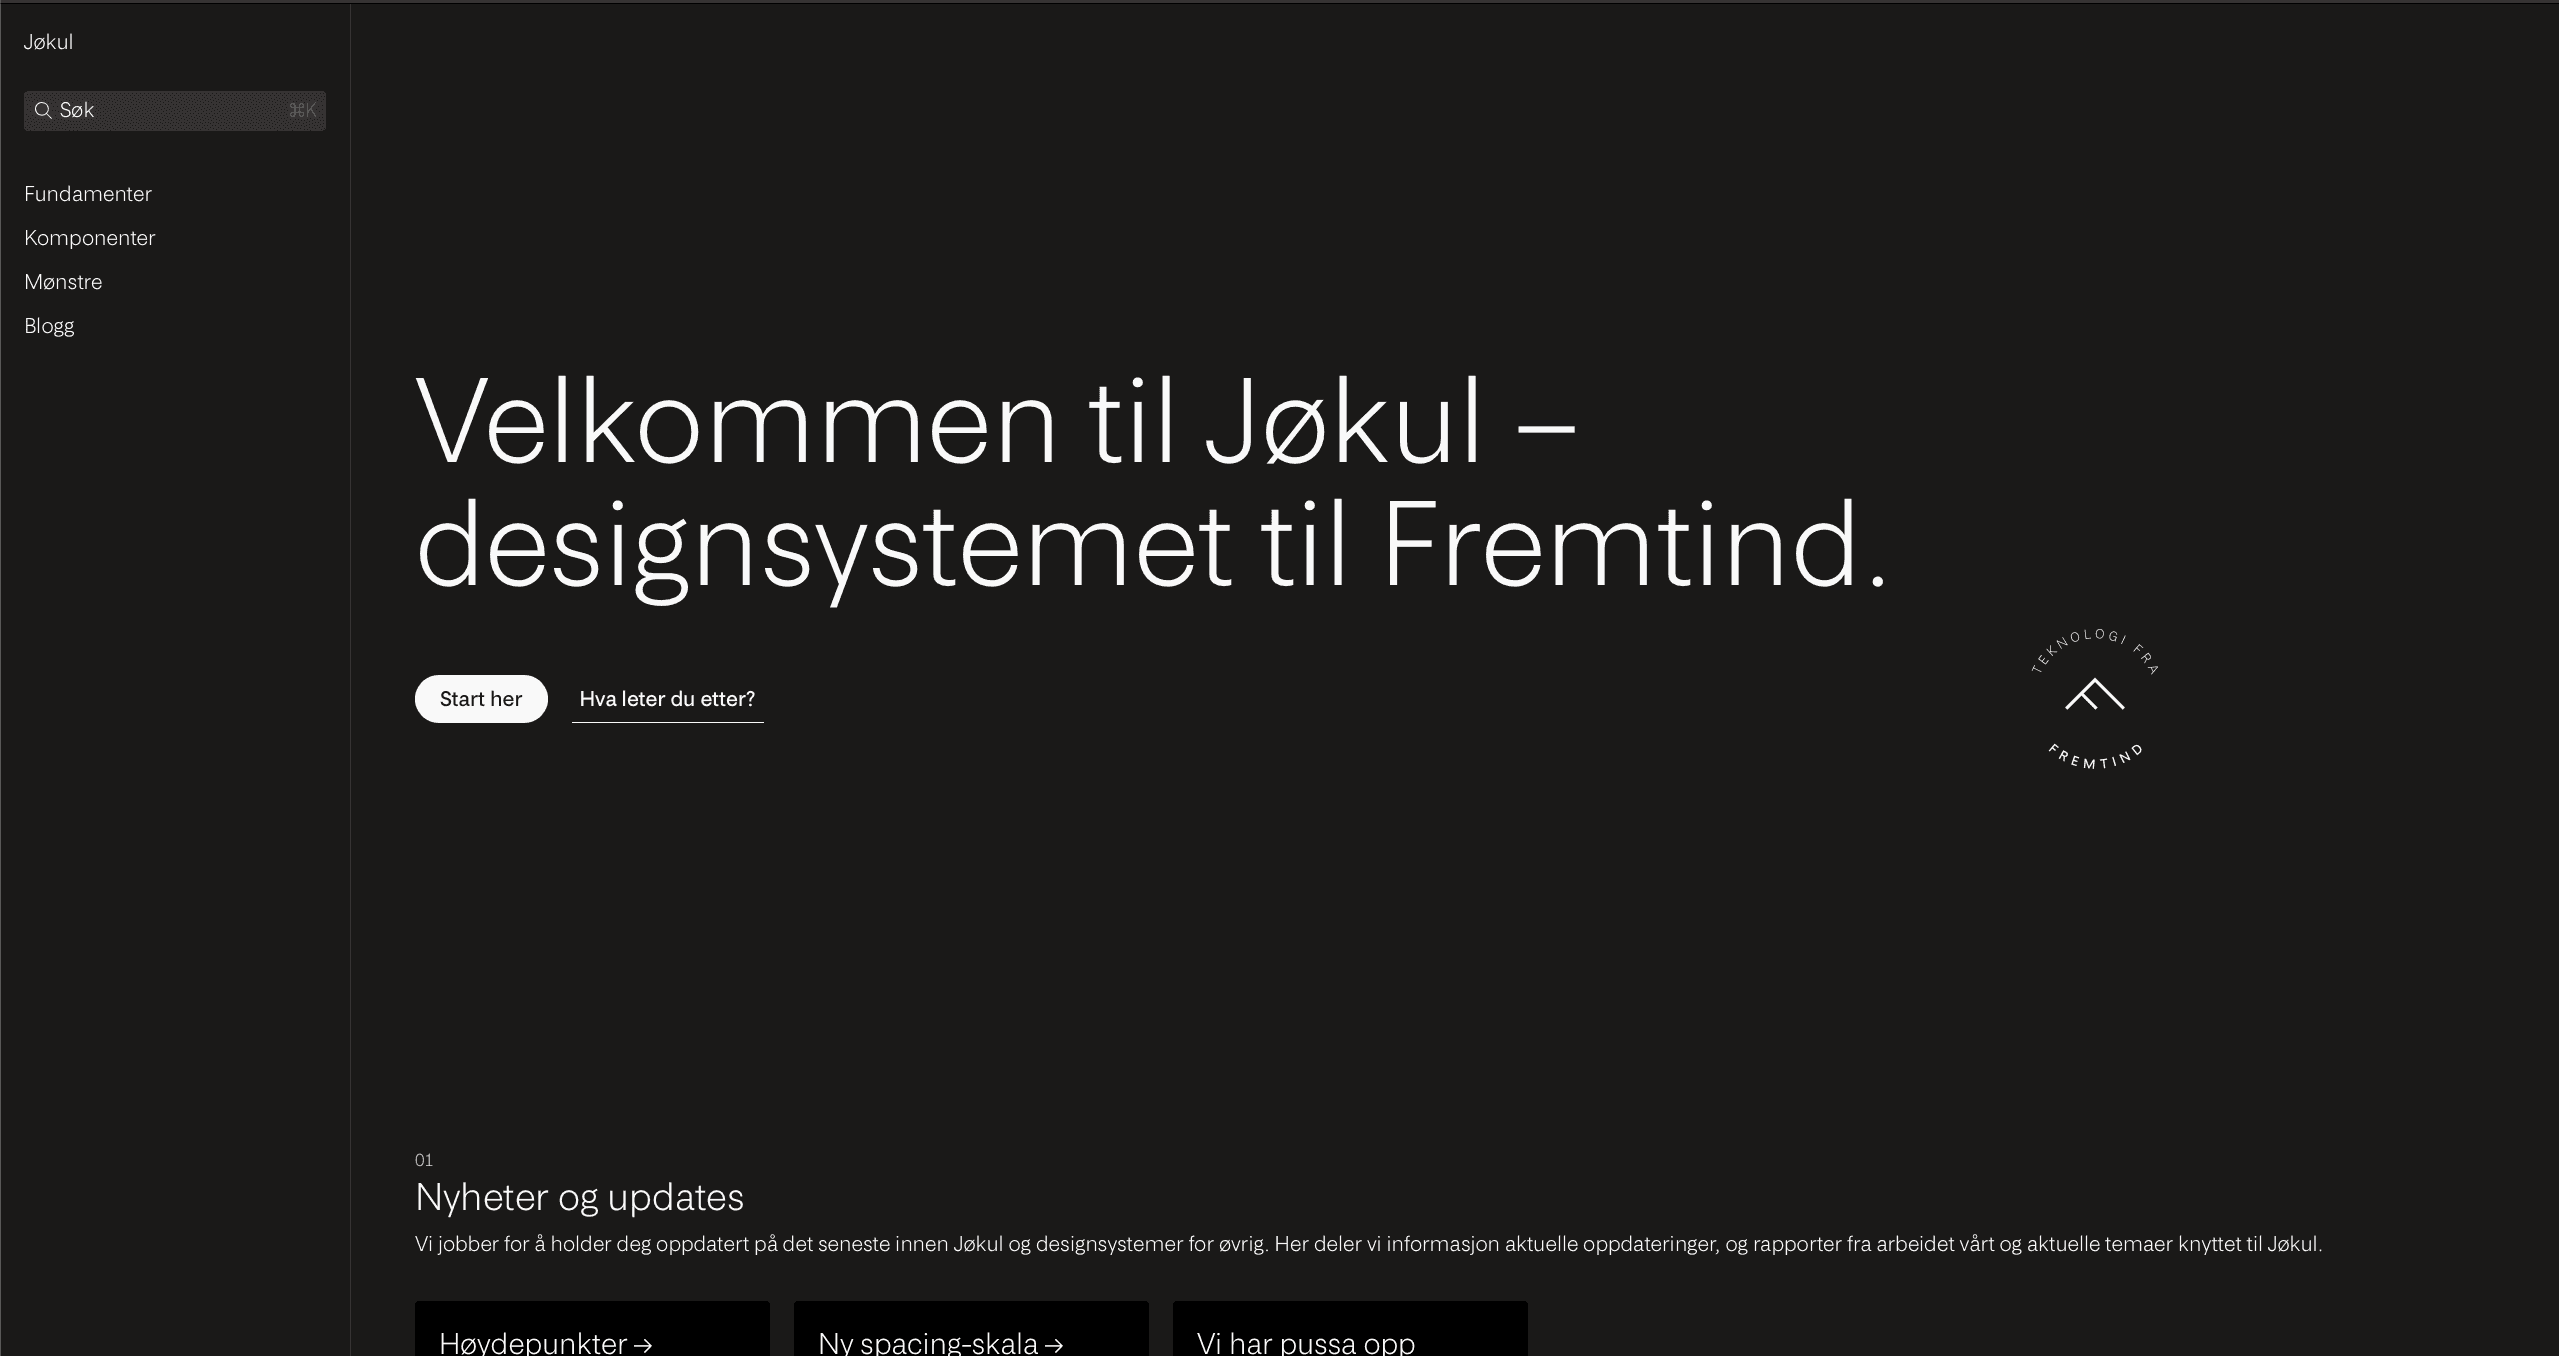 Jøkul
Søk ⌘K
Fundamenter
Komponenter
Mønstre
Blogg
Velkommen til Jøkul –
designsystemet til Fremtind.
Start her
Hva leter du etter?
TEKNOLOGI FRA
FREMTIND
01
Nyheter og updates
Vi jobber for å holder deg oppdatert på det seneste innen Jøkul og designsystemer for øvrig. Her deler vi informasjon aktuelle oppdateringer, og rapporter fra arbeidet vårt og aktuelle temaer knyttet til Jøkul.
Høydepunkter →
Ny spacing-skala →
Vi har pussa opp